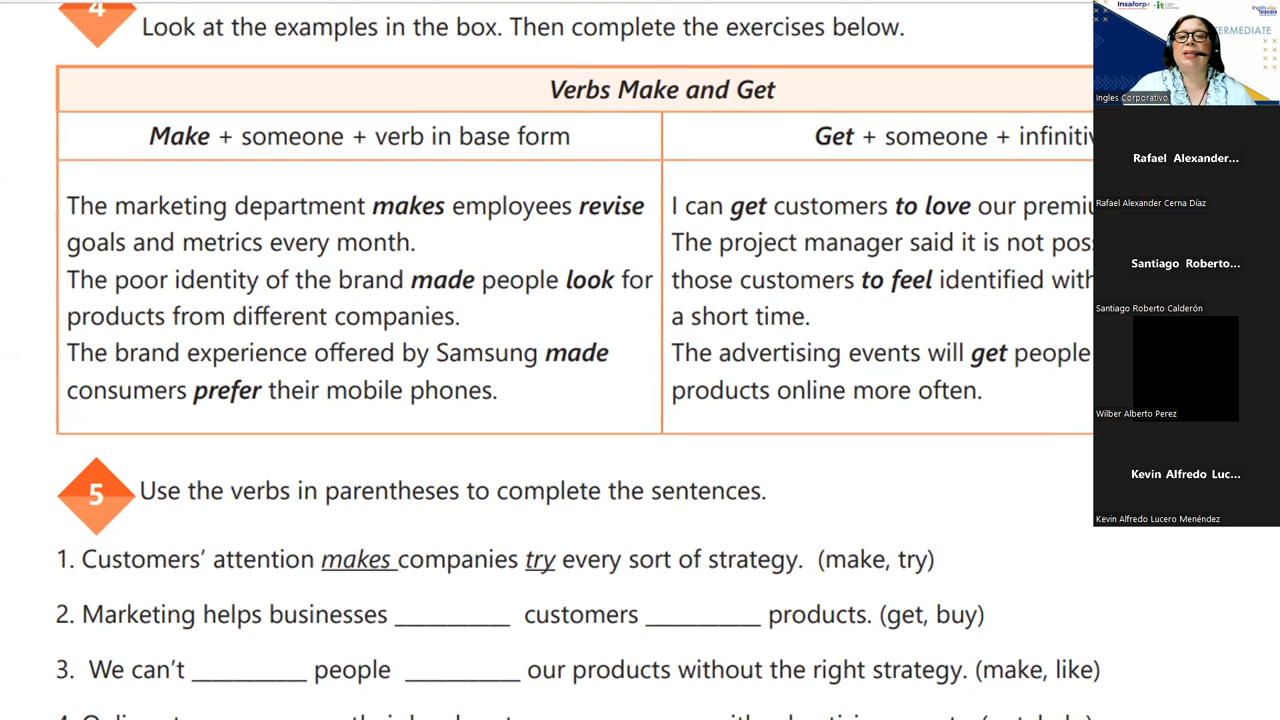 4
Look at the examples in the box. Then complete the exercises below.
Verbs Make and Get
Make + someone + verb in base form
Get + someone + infinitiv
The marketing department makes employees revise
goals and metrics every month.
The poor identity of the brand made people look for
products from different companies.
The brand experience offered by Samsung made
consumers prefer their mobile phones.
I can get customers to love our premiu
The project manager said it is not pos
those customers to feel identified with
a short time.
The advertising events will get people
products online more often.
5
Use the verbs in parentheses to complete the sentences.
1. Customers’ attention makes companies try every sort of strategy. (make, try)
2. Marketing helps businesses __________ customers __________ products. (get, buy)
3. We can’t __________ people __________ our products without the right strategy. (make, like)
Insaforp
ERMEDIATE
Ingles Corporativo
Rafael Alexander...
Rafael Alexander Cerna Díaz
Santiago Roberto...
Santiago Roberto Calderón
Wilber Alberto Perez
Kevin Alfredo Luc...
Kevin Alfredo Lucero Menéndez